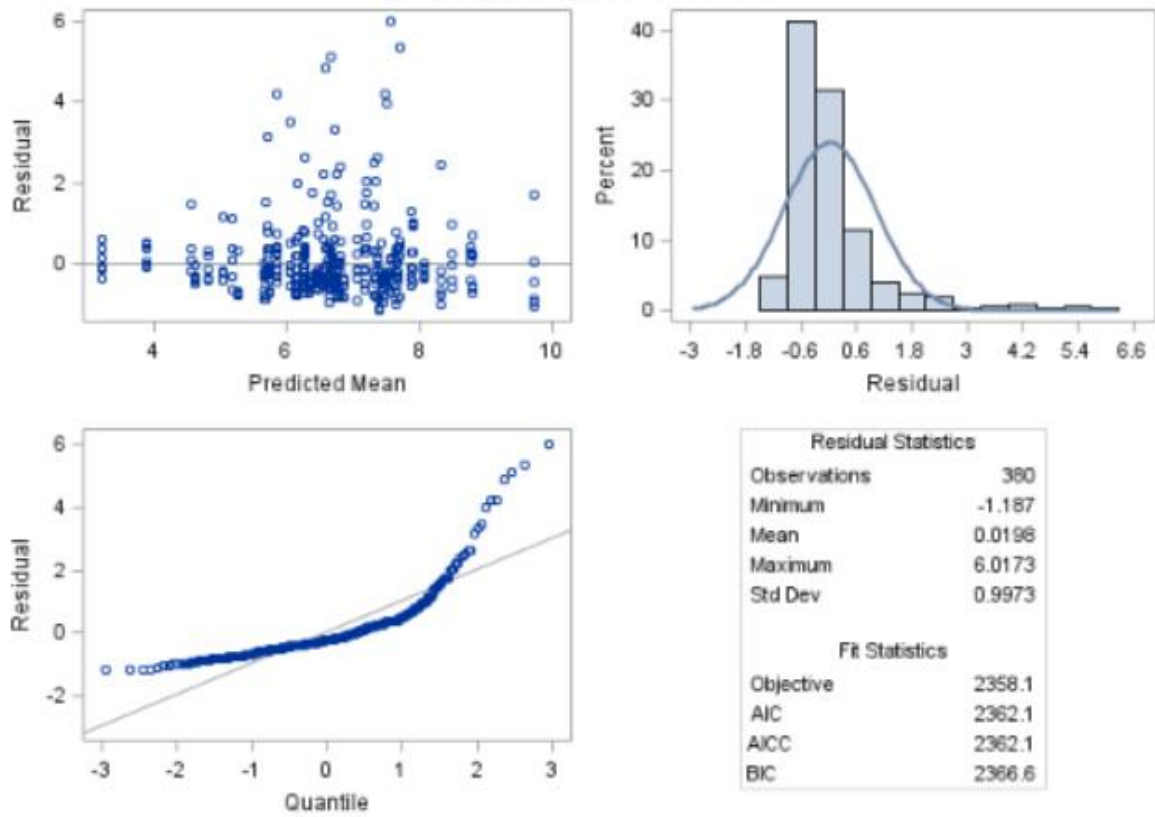 6
4
2
0
Residual
4
6
8
10
Predicted Mean
40
30
20
10
0
Percent
-3
-1.8
-0.6
0.6
1.8
3
4.2
5.4
6.6
Residual
6
4
2
0
-2
Residual
-3
-2
-1
0
1
2
3
Quantile
Residual Statistics
Observations 380
Minimum -1.187
Mean 0.0198
Maximum 6.0173
Std Dev 0.9973
Fit Statistics
Objective 2358.1
AIC 2362.1
AICC 2362.1
BIC 2366.6